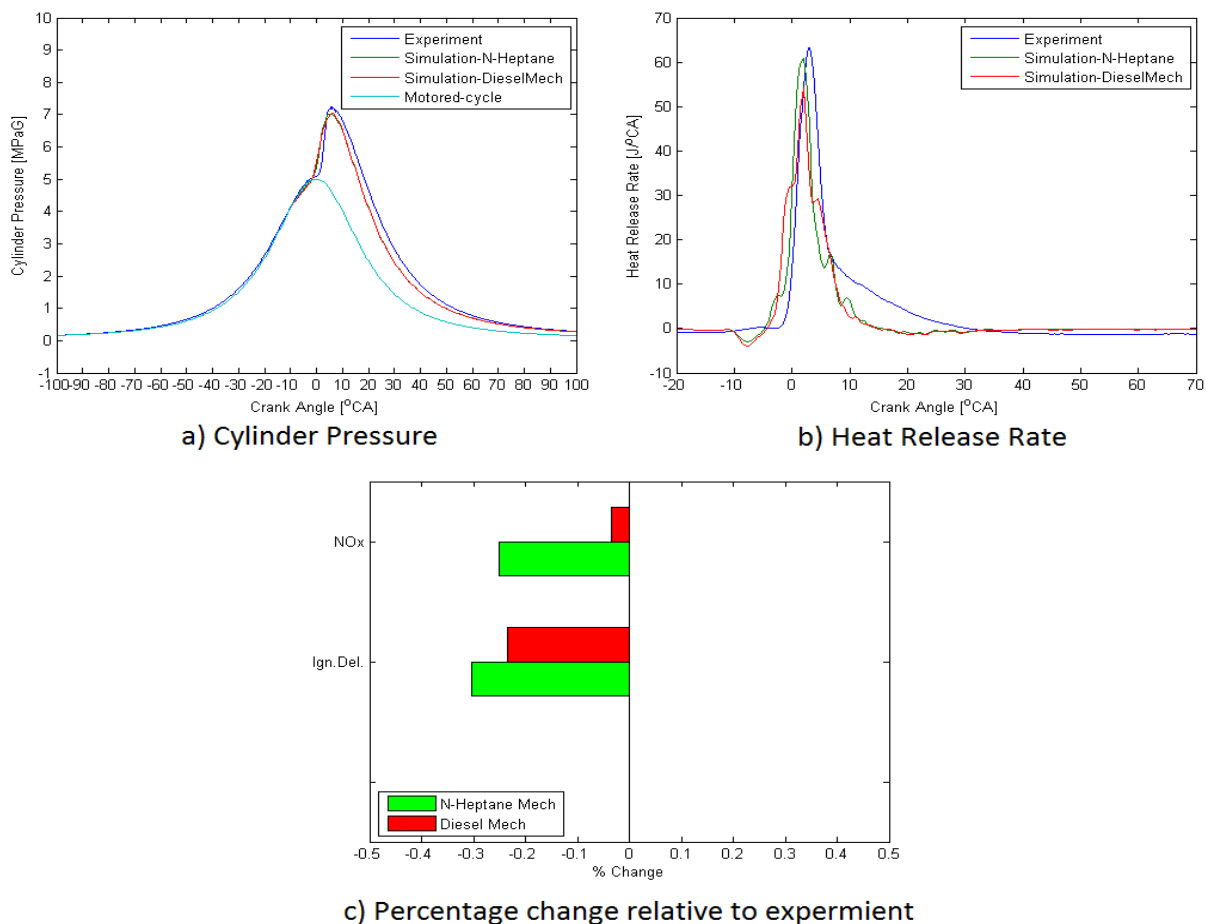 10
9
8
7
6
5
4
3
2
1
0
-1
Cylinder Pressure [MPaG]
Experiment
Simulation-N-Heptane
Simulation-DieselMech
Motored-cycle
-100 -90 -80 -70 -60 -50 -40 -30 -20 -10 0 10 20 30 40 50 60 70 80 90 100
Crank Angle [°CA]
a) Cylinder Pressure
70
60
50
40
30
20
10
0
-10
Heat Release Rate [J/°CA]
Experiment
Simulation-N-Heptane
Simulation-DieselMech
-20 -10 0 10 20 30 40 50 60 70
Crank Angle [°CA]
b) Heat Release Rate
NOx
Ign.Del.
N-Heptane Mech
Diesel Mech
-0.5 -0.4 -0.3 -0.2 -0.1 0 0.1 0.2 0.3 0.4 0.5
% Change
c) Percentage change relative to expermient